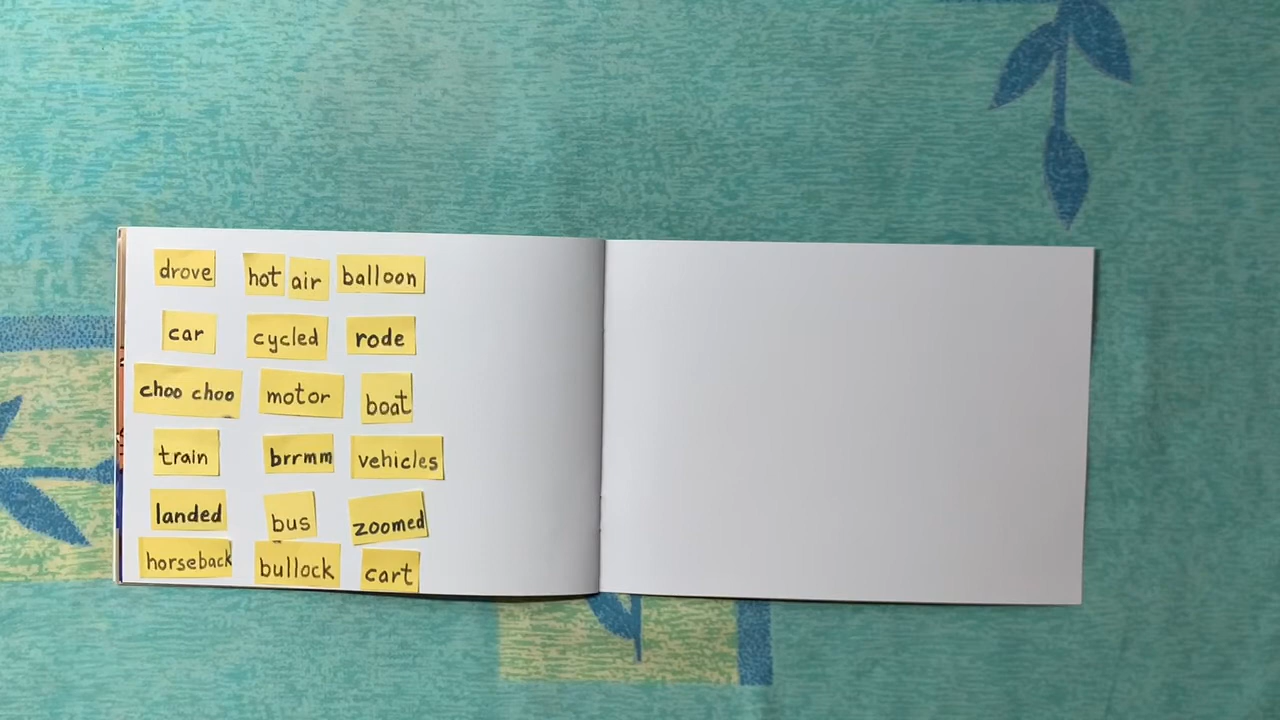 drove hot air balloon
car cycled rode
choo choo motor boat
train brrmm vehicles
landed bus zoomed
horseback bullock cart